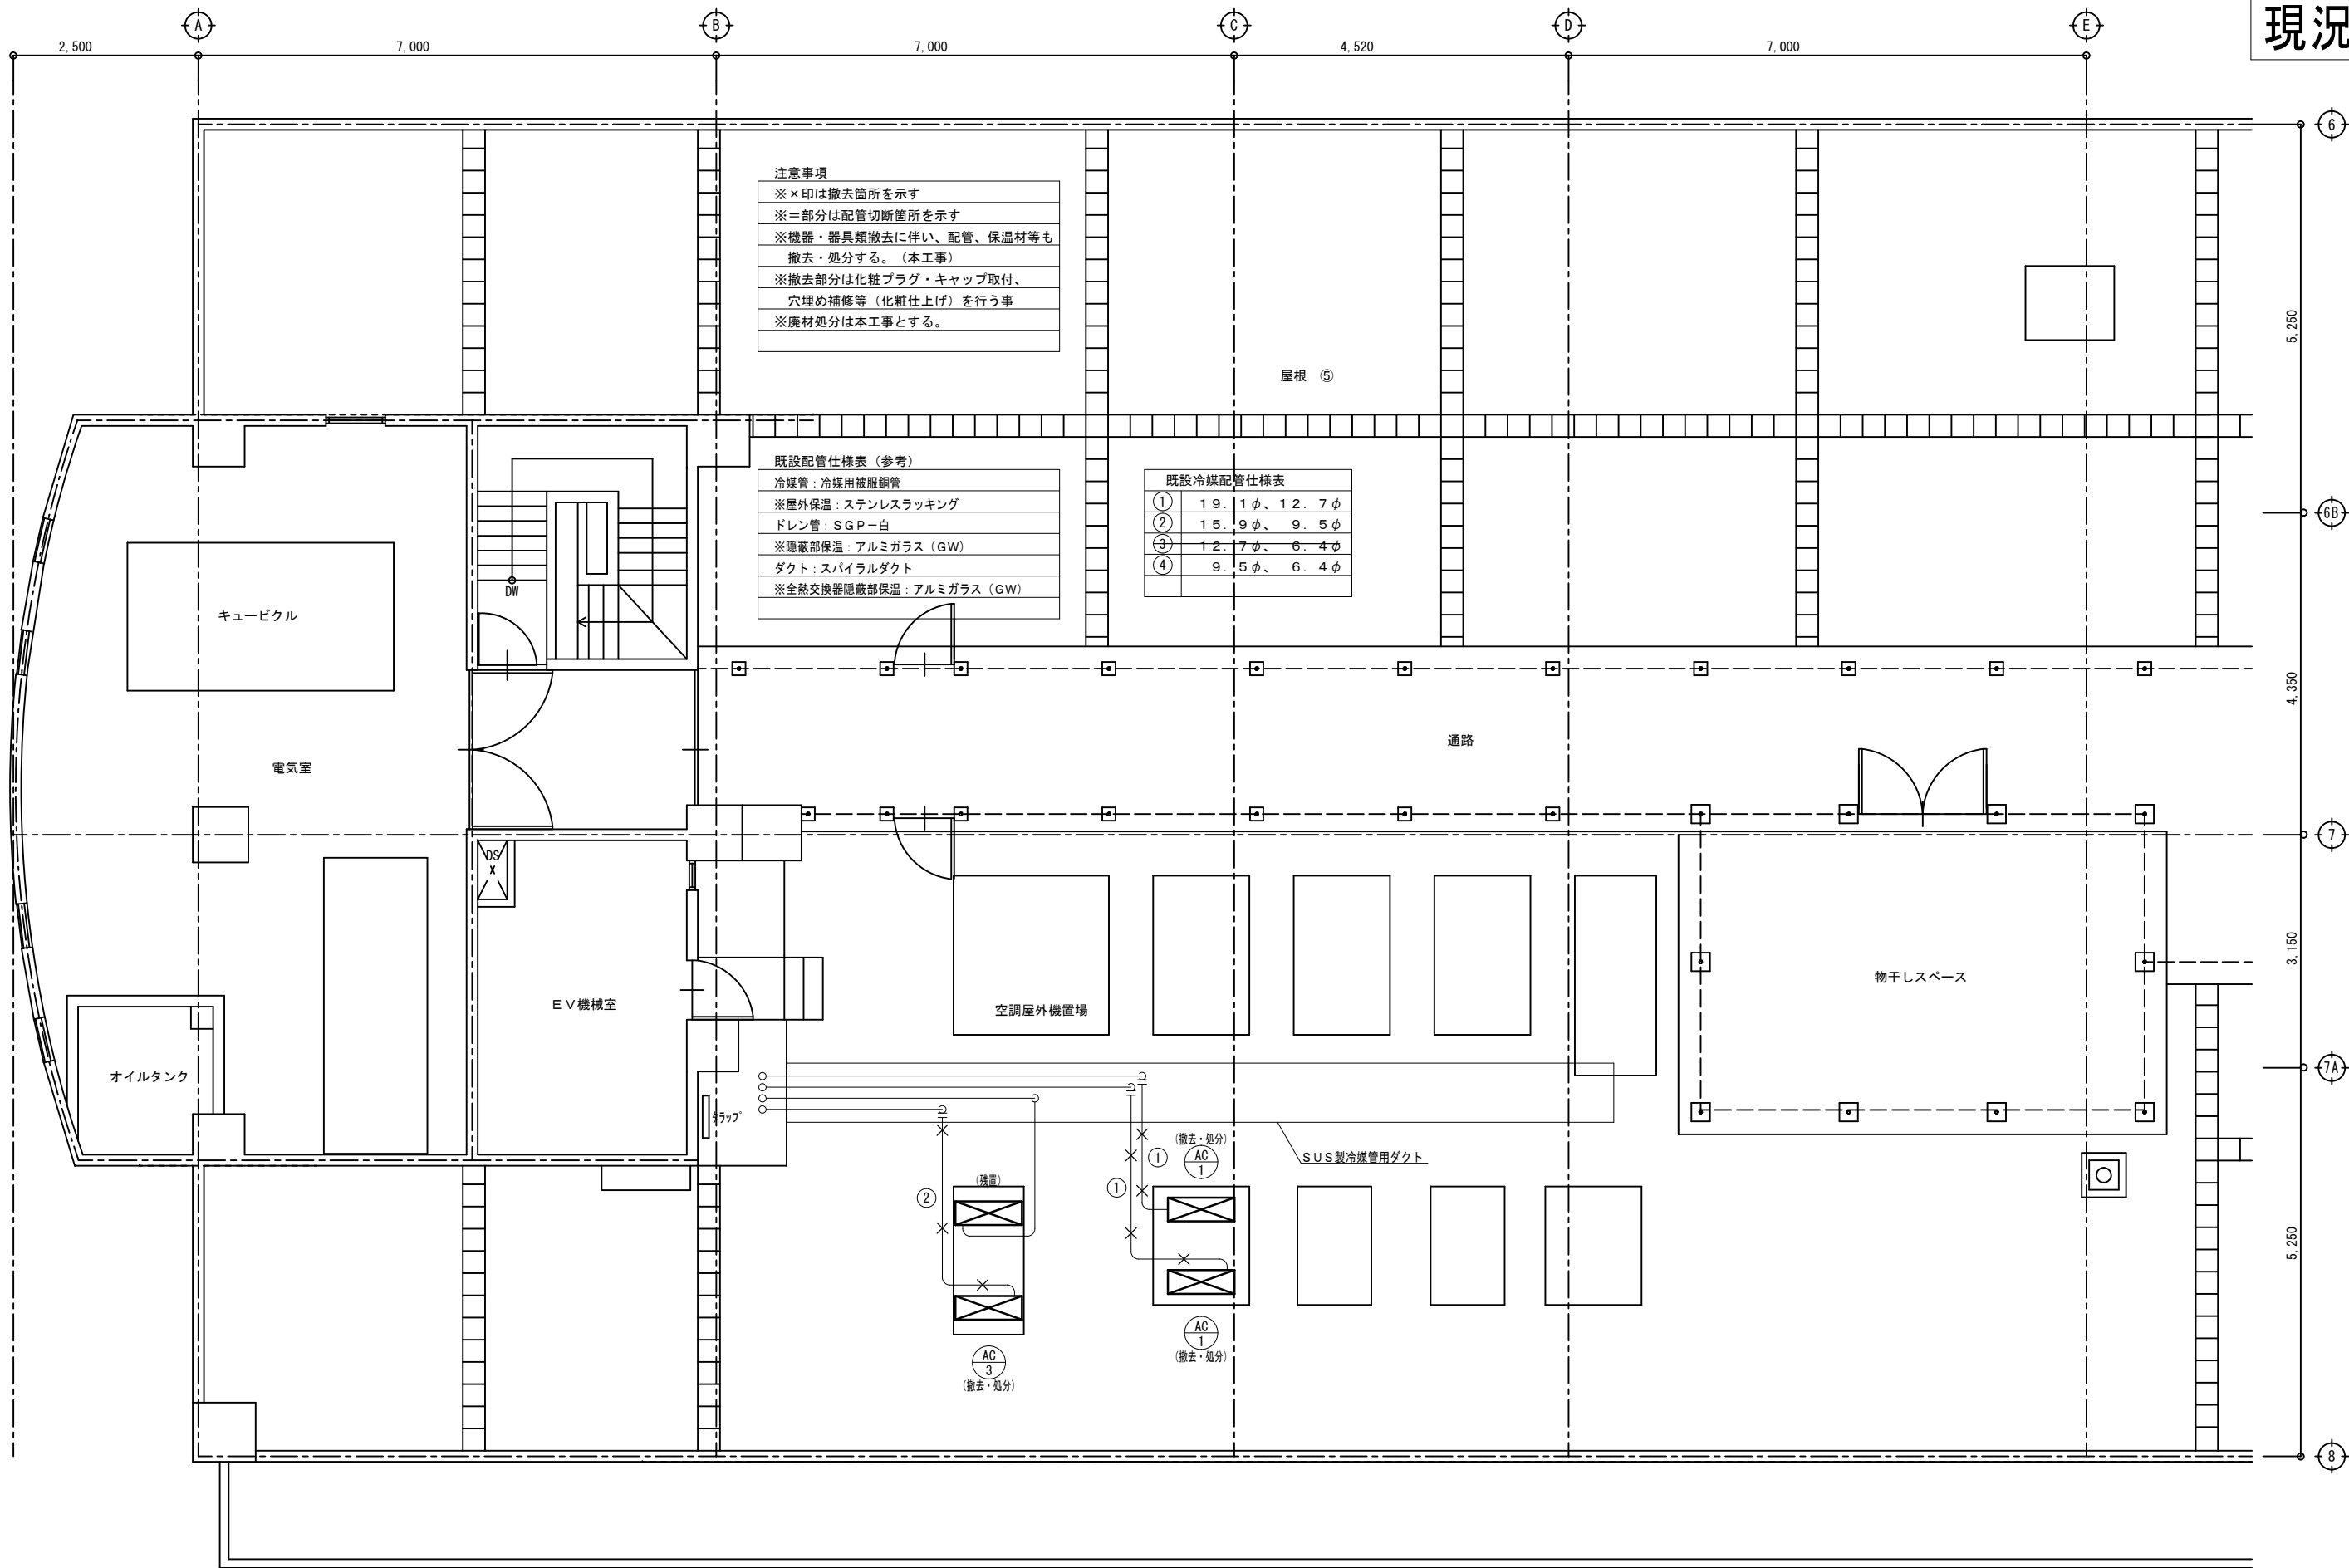 現況
A
B
C
D
E
2,500
7,000
7,000
4,520
7,000
6
注意事項
※×印は撤去箇所を示す
※=部分は配管切断箇所を示す
※機器・器具類撤去に伴い、配管、保温材等も
撤去・処分する。（本工事）
※撤去部分は化粧プラグ・キャップ取付、
穴埋め補修等（化粧仕上げ）を行う事
※廃材処分は本工事とする。
5,250
屋根 ⑤
既設配管仕様表（参考）
冷媒管：冷媒用被服銅管
※屋外保温：ステンレスラッキング
ドレン管：ＳＧＰ－白
※隠蔽部保温：アルミガラス（GW）
ダクト：スパイラルダクト
※全熱交換器隠蔽部保温：アルミガラス（GW）
既設冷媒配管仕様表
① １９．１φ、１２．７φ
② １５．９φ、 ９．５φ
③ １２．７φ、 ６．４φ
④ ９．５φ、 ６．４φ
6B
DW
キュービクル
4,350
通路
電気室
7
DS
x
3,150
物干しスペース
ＥＶ機械室
空調屋外機置場
7A
オイルタンク
タラップ
(撤去・処分)
AC
1
①
①
②
SUS製冷媒管用ダクト
(残置)
5,250
AC
1
(撤去・処分)
AC
3
(撤去・処分)
8